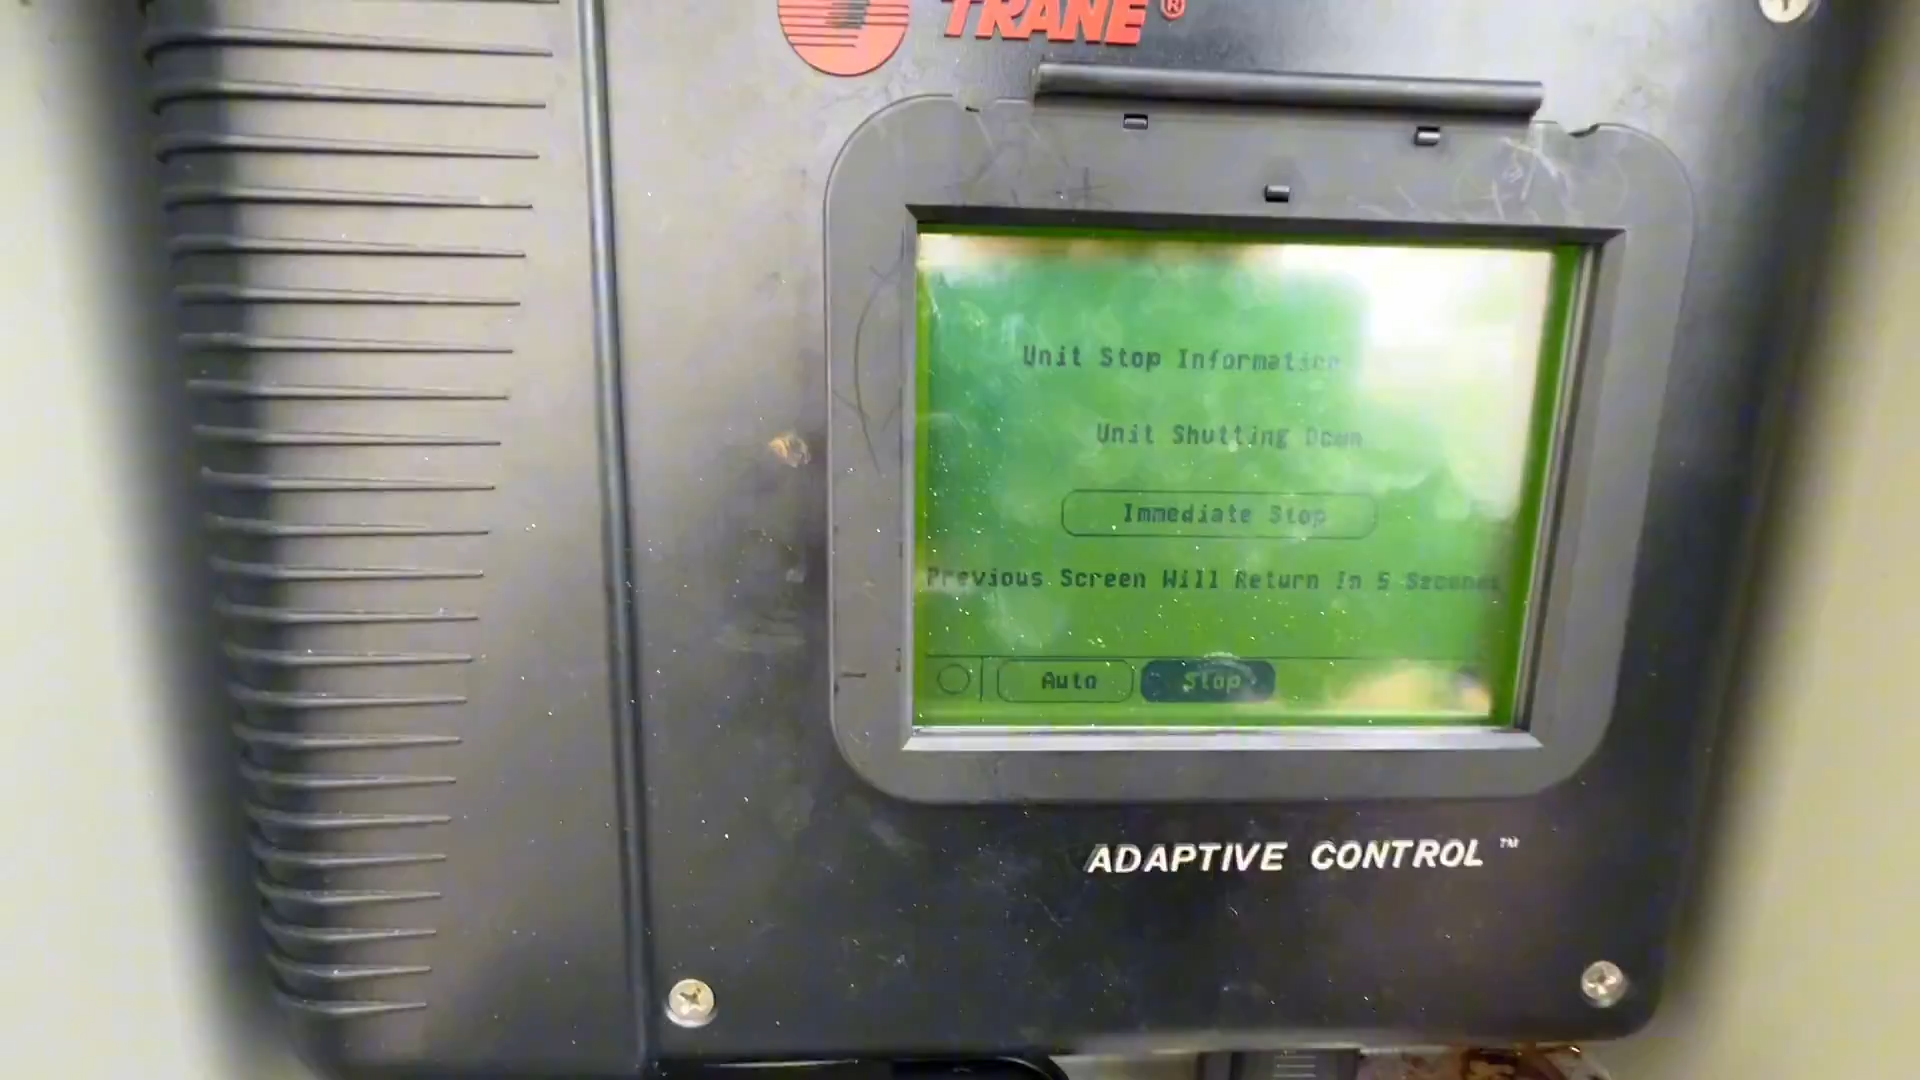 TRANE®
Unit Stop Information
Unit Shutting Down
Immediate Stop
Previous Screen Will Return In 5 Seconds
Auto Stop
ADAPTIVE CONTROL™